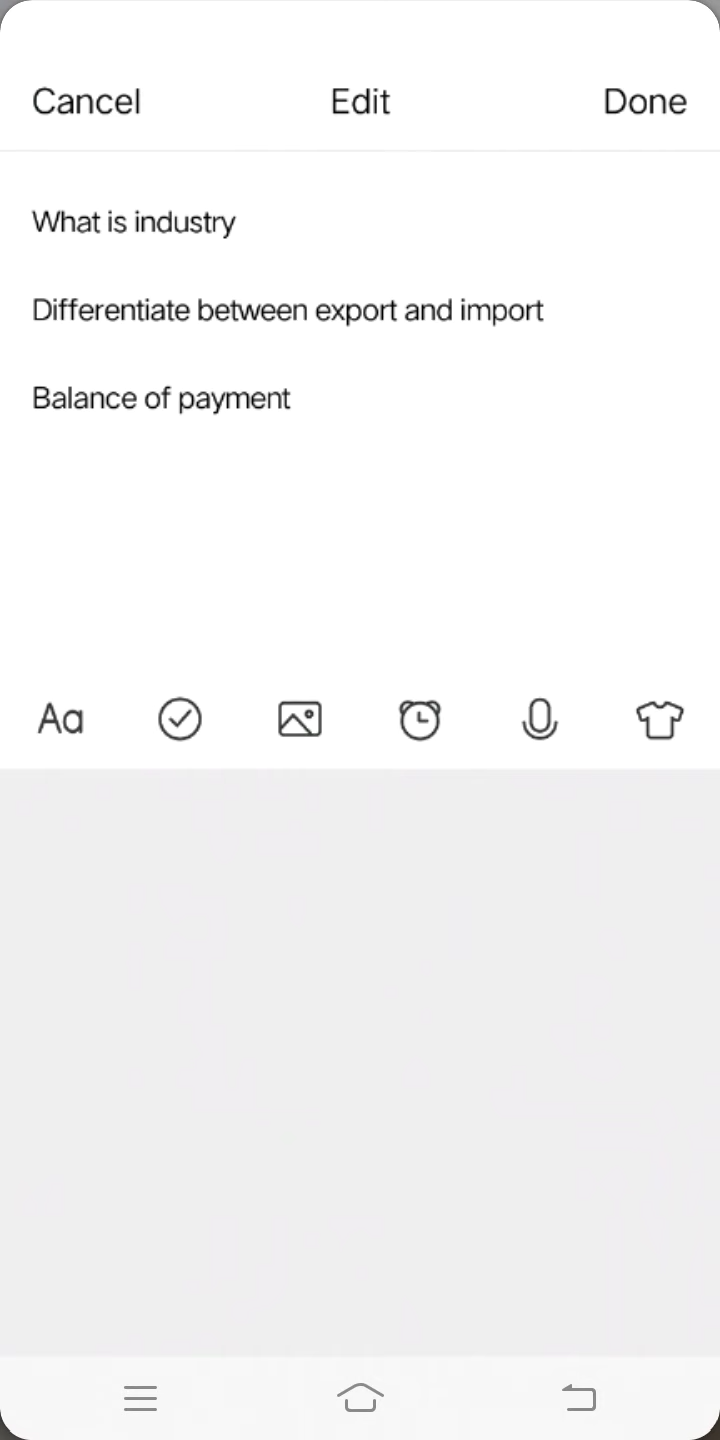 Cancel Edit Done
What is industry
Differentiate between export and import
Balance of payment
Aa